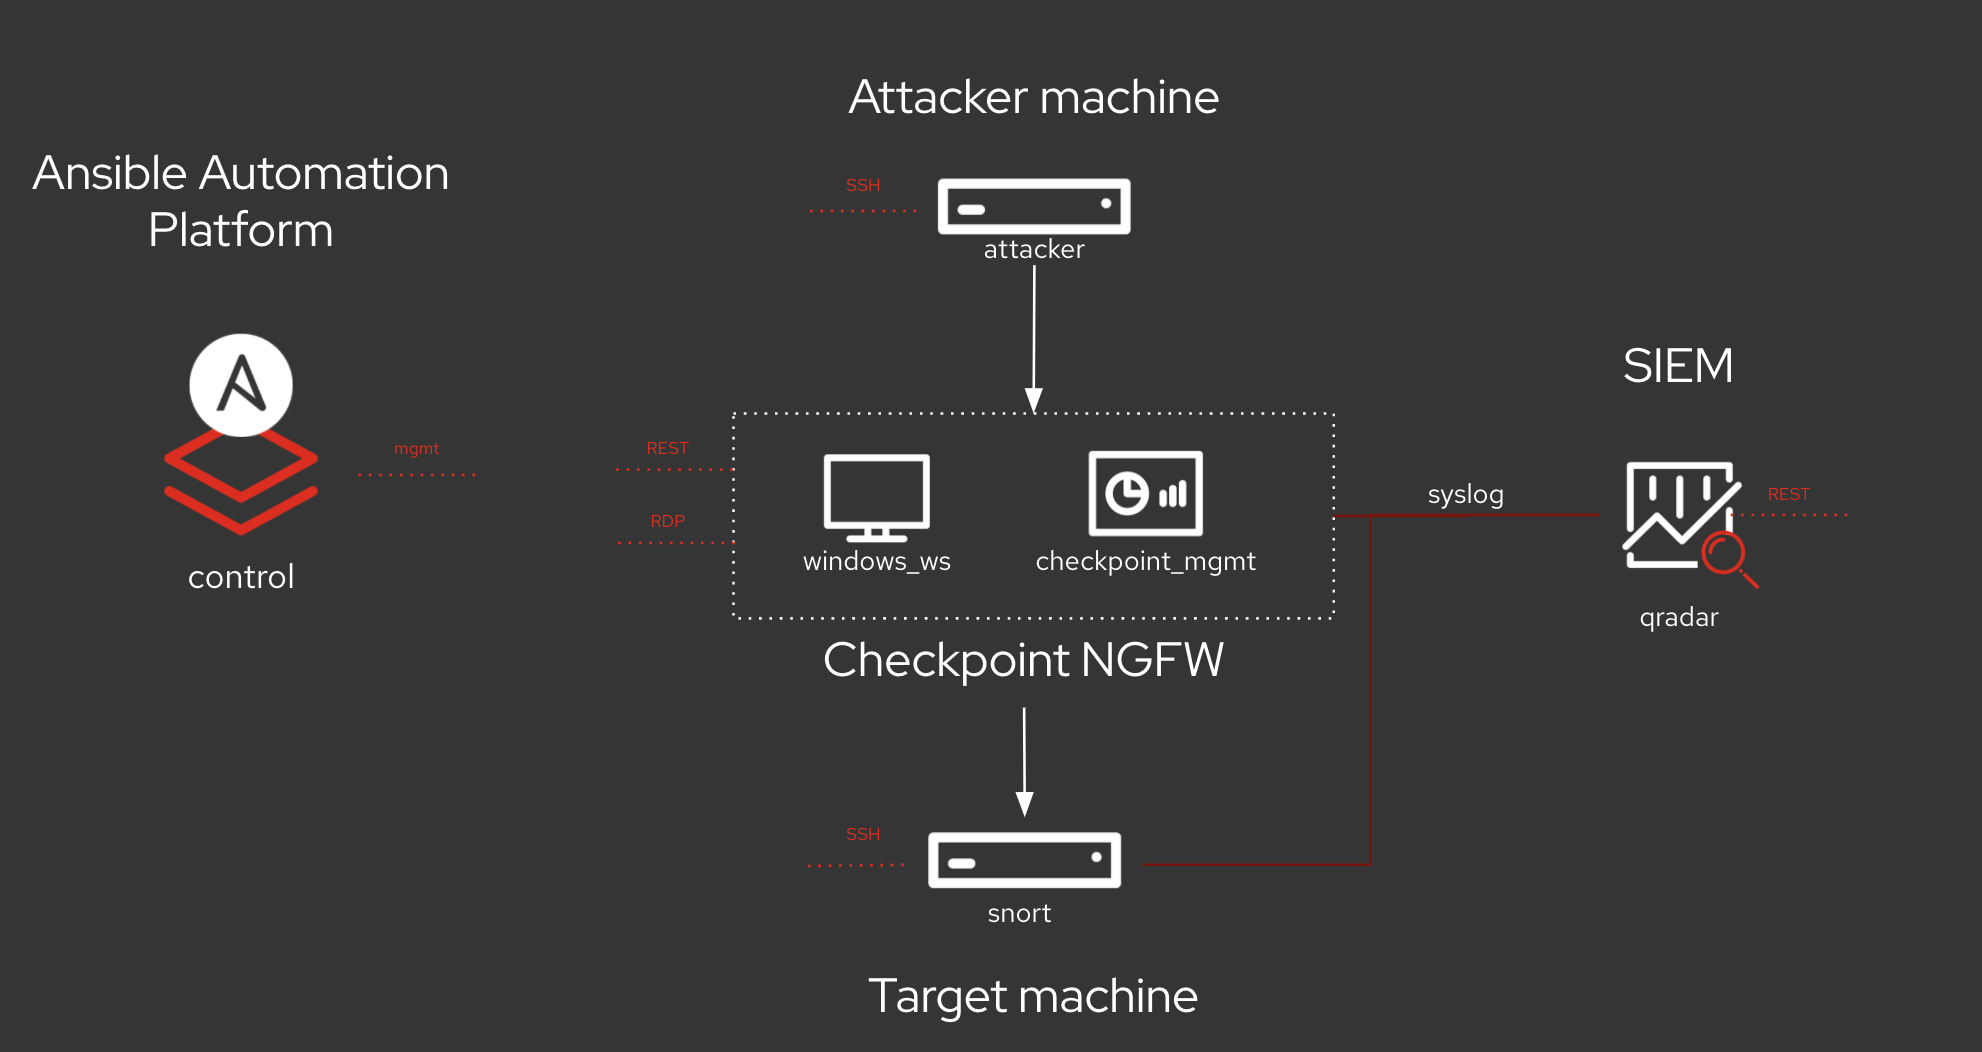 Attacker machine
Ansible Automation
Platform
SSH
attacker
SIEM
mgmt
REST
RDP
windows_ws
checkpoint_mgmt
syslog
REST
control
qradar
Checkpoint NGFW
SSH
snort
Target machine